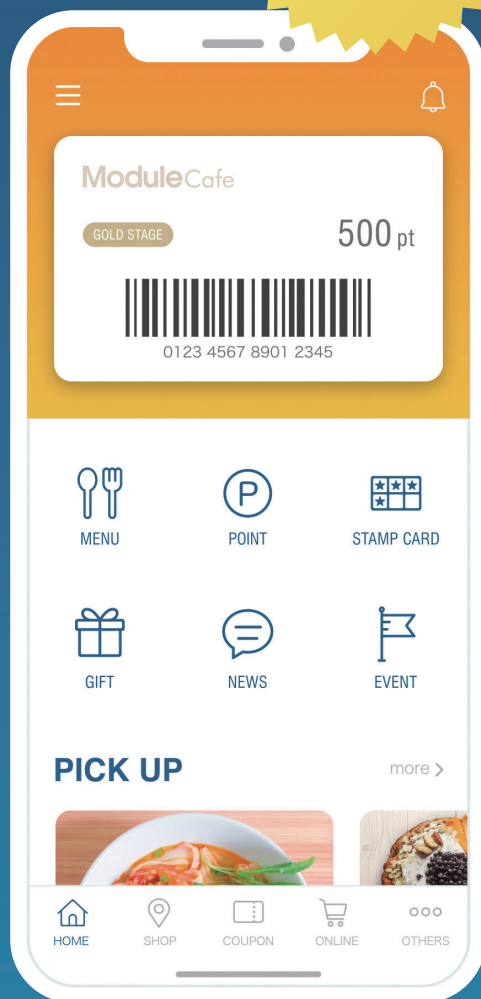 ModuleCafe
GOLD STAGE
500 pt
0123 4567 8901 2345
MENU
POINT
STAMP CARD
GIFT
NEWS
EVENT
PICK UP
more >
HOME
SHOP
COUPON
ONLINE
OTHERS